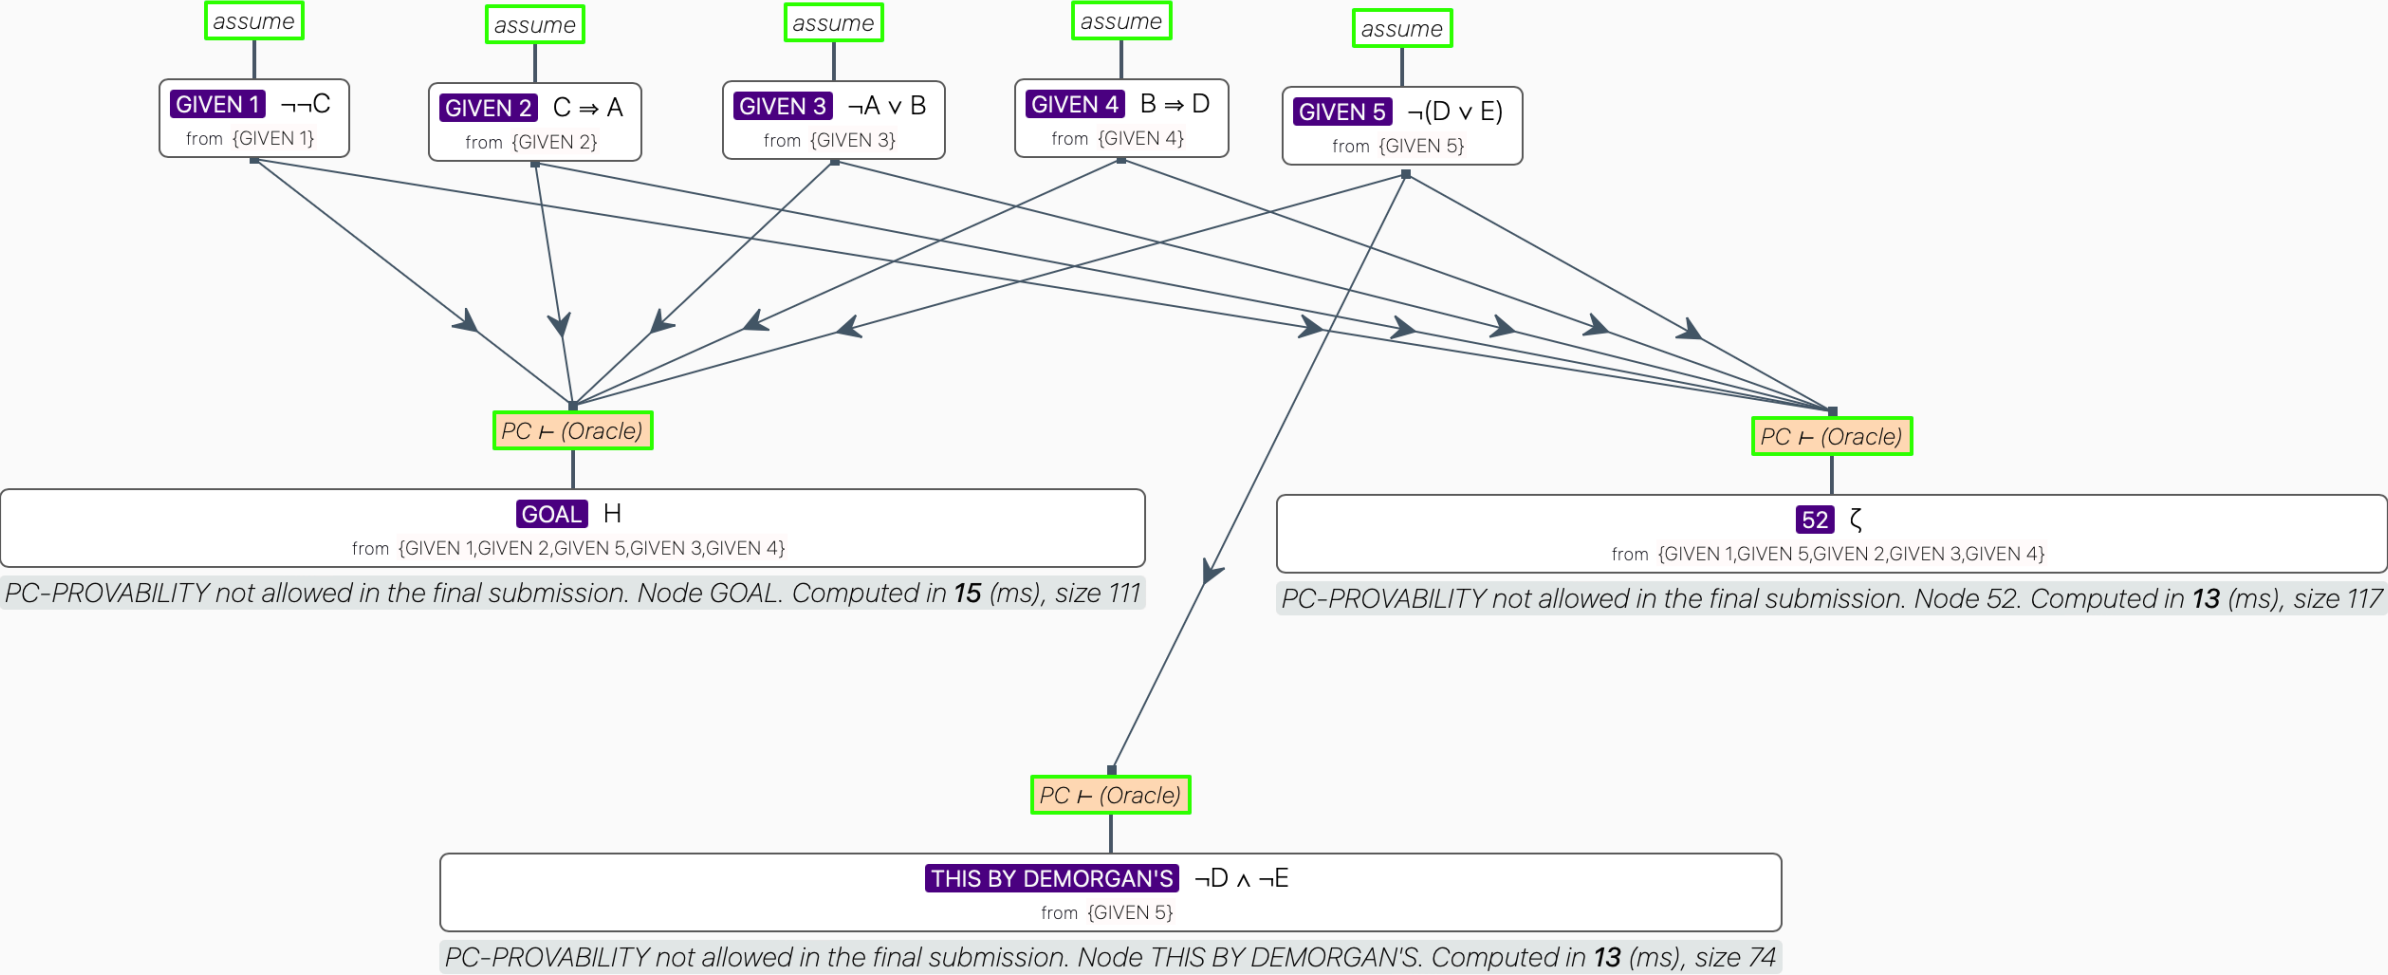 assume
assume
assume
assume
assume
GIVEN 1 ¬¬C
from {GIVEN 1}
GIVEN 2 C ⇒ A
from {GIVEN 2}
GIVEN 3 ¬A ∨ B
from {GIVEN 3}
GIVEN 4 B ⇒ D
from {GIVEN 4}
GIVEN 5 ¬(D ∨ E)
from {GIVEN 5}
PC ⊢ (Oracle)
GOAL H
from {GIVEN 1,GIVEN 2,GIVEN 5,GIVEN 3,GIVEN 4}
PC-PROVABILITY not allowed in the final submission. Node GOAL. Computed in 15 (ms), size 111
PC ⊢ (Oracle)
52 ζ
from {GIVEN 1,GIVEN 5,GIVEN 2,GIVEN 3,GIVEN 4}
PC-PROVABILITY not allowed in the final submission. Node 52. Computed in 13 (ms), size 117
PC ⊢ (Oracle)
THIS BY DEMORGAN'S ¬D ∧ ¬E
from {GIVEN 5}
PC-PROVABILITY not allowed in the final submission. Node THIS BY DEMORGAN'S. Computed in 13 (ms), size 74